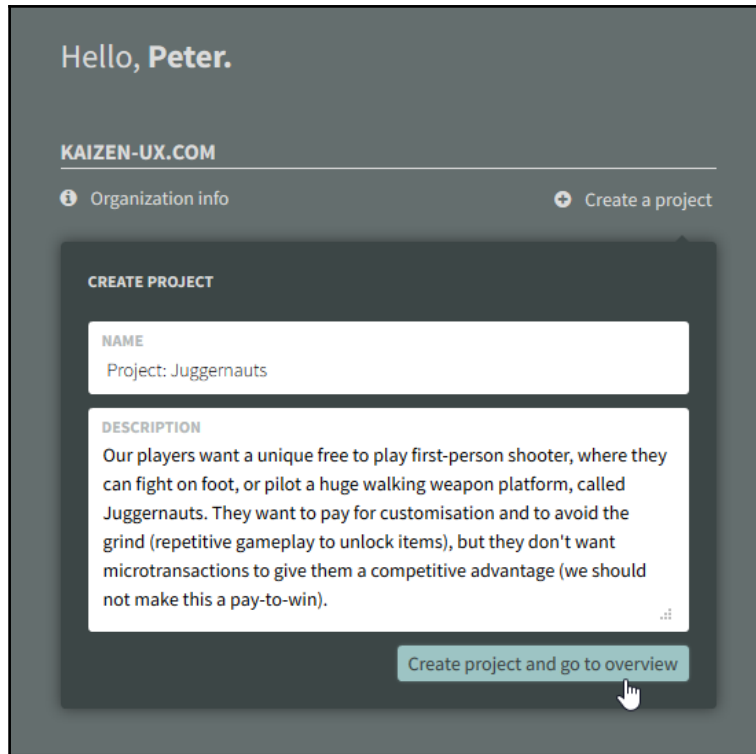 Hello, Peter.
KAIZEN-UX.COM
Organization info
Create a project
CREATE PROJECT
NAME
Project: Juggernauts
DESCRIPTION
Our players want a unique free to play first-person shooter, where they
can fight on foot, or pilot a huge walking weapon platform, called
Juggernauts. They want to pay for customisation and to avoid the
grind (repetitive gameplay to unlock items), but they don't want
microtransactions to give them a competitive advantage (we should
not make this a pay-to-win).
Create project and go to overview